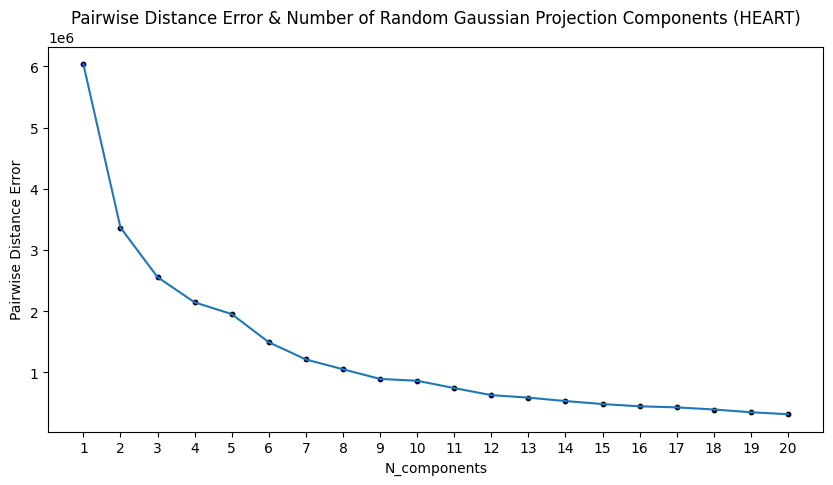 Pairwise Distance Error & Number of Random Gaussian Projection Components (HEART)
1e6
6
5
4
3
2
1
Pairwise Distance Error
1 2 3 4 5 6 7 8 9 10 11 12 13 14 15 16 17 18 19 20
N_components